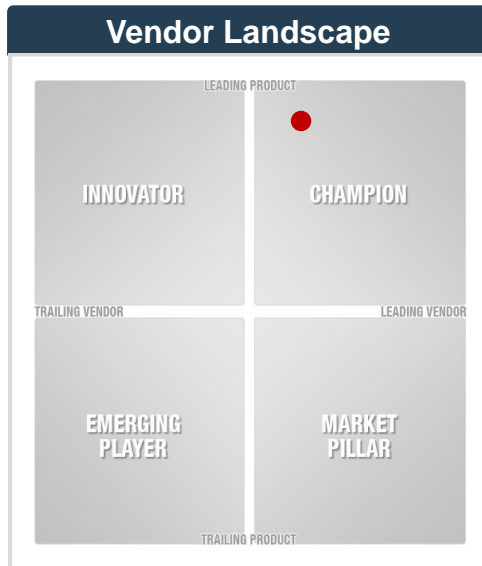 Vendor Landscape
LEADING PRODUCT
INNOVATOR
CHAMPION
TRAILING VENDOR
LEADING VENDOR
EMERGING
PLAYER
MARKET
PILLAR
TRAILING PRODUCT